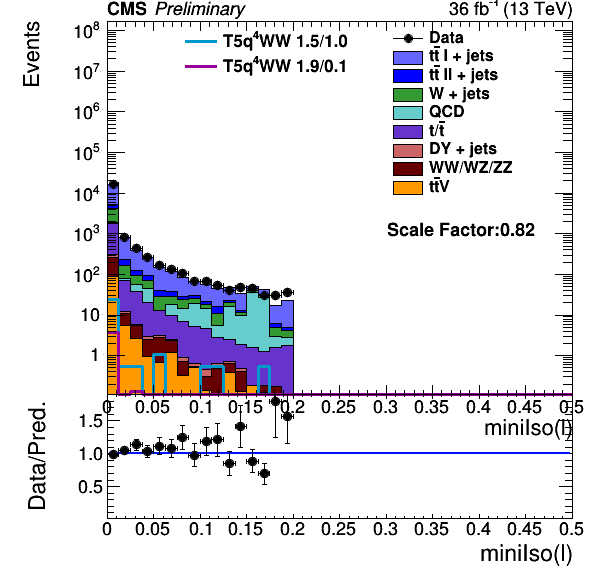 CMS Preliminary 36 fb⁻¹ (13 TeV)
Events
10⁸
10⁷
10⁶
10⁵
10⁴
10³
10²
10
1
T5q⁴WW 1.5/1.0
T5q⁴WW 1.9/0.1
Data
tt̅ l + jets
tt̅ ll + jets
W + jets
QCD
t/t̅
DY + jets
WW/WZ/ZZ
tt̅V
Scale Factor:0.82
0 0.05 0.1 0.15 0.2 0.25 0.3 0.35 0.4 0.45 0.5
miniIso(l)
Data/Pred.
1.5
1.0
0.5
0 0.05 0.1 0.15 0.2 0.25 0.3 0.35 0.4 0.45 0.5
miniIso(l)